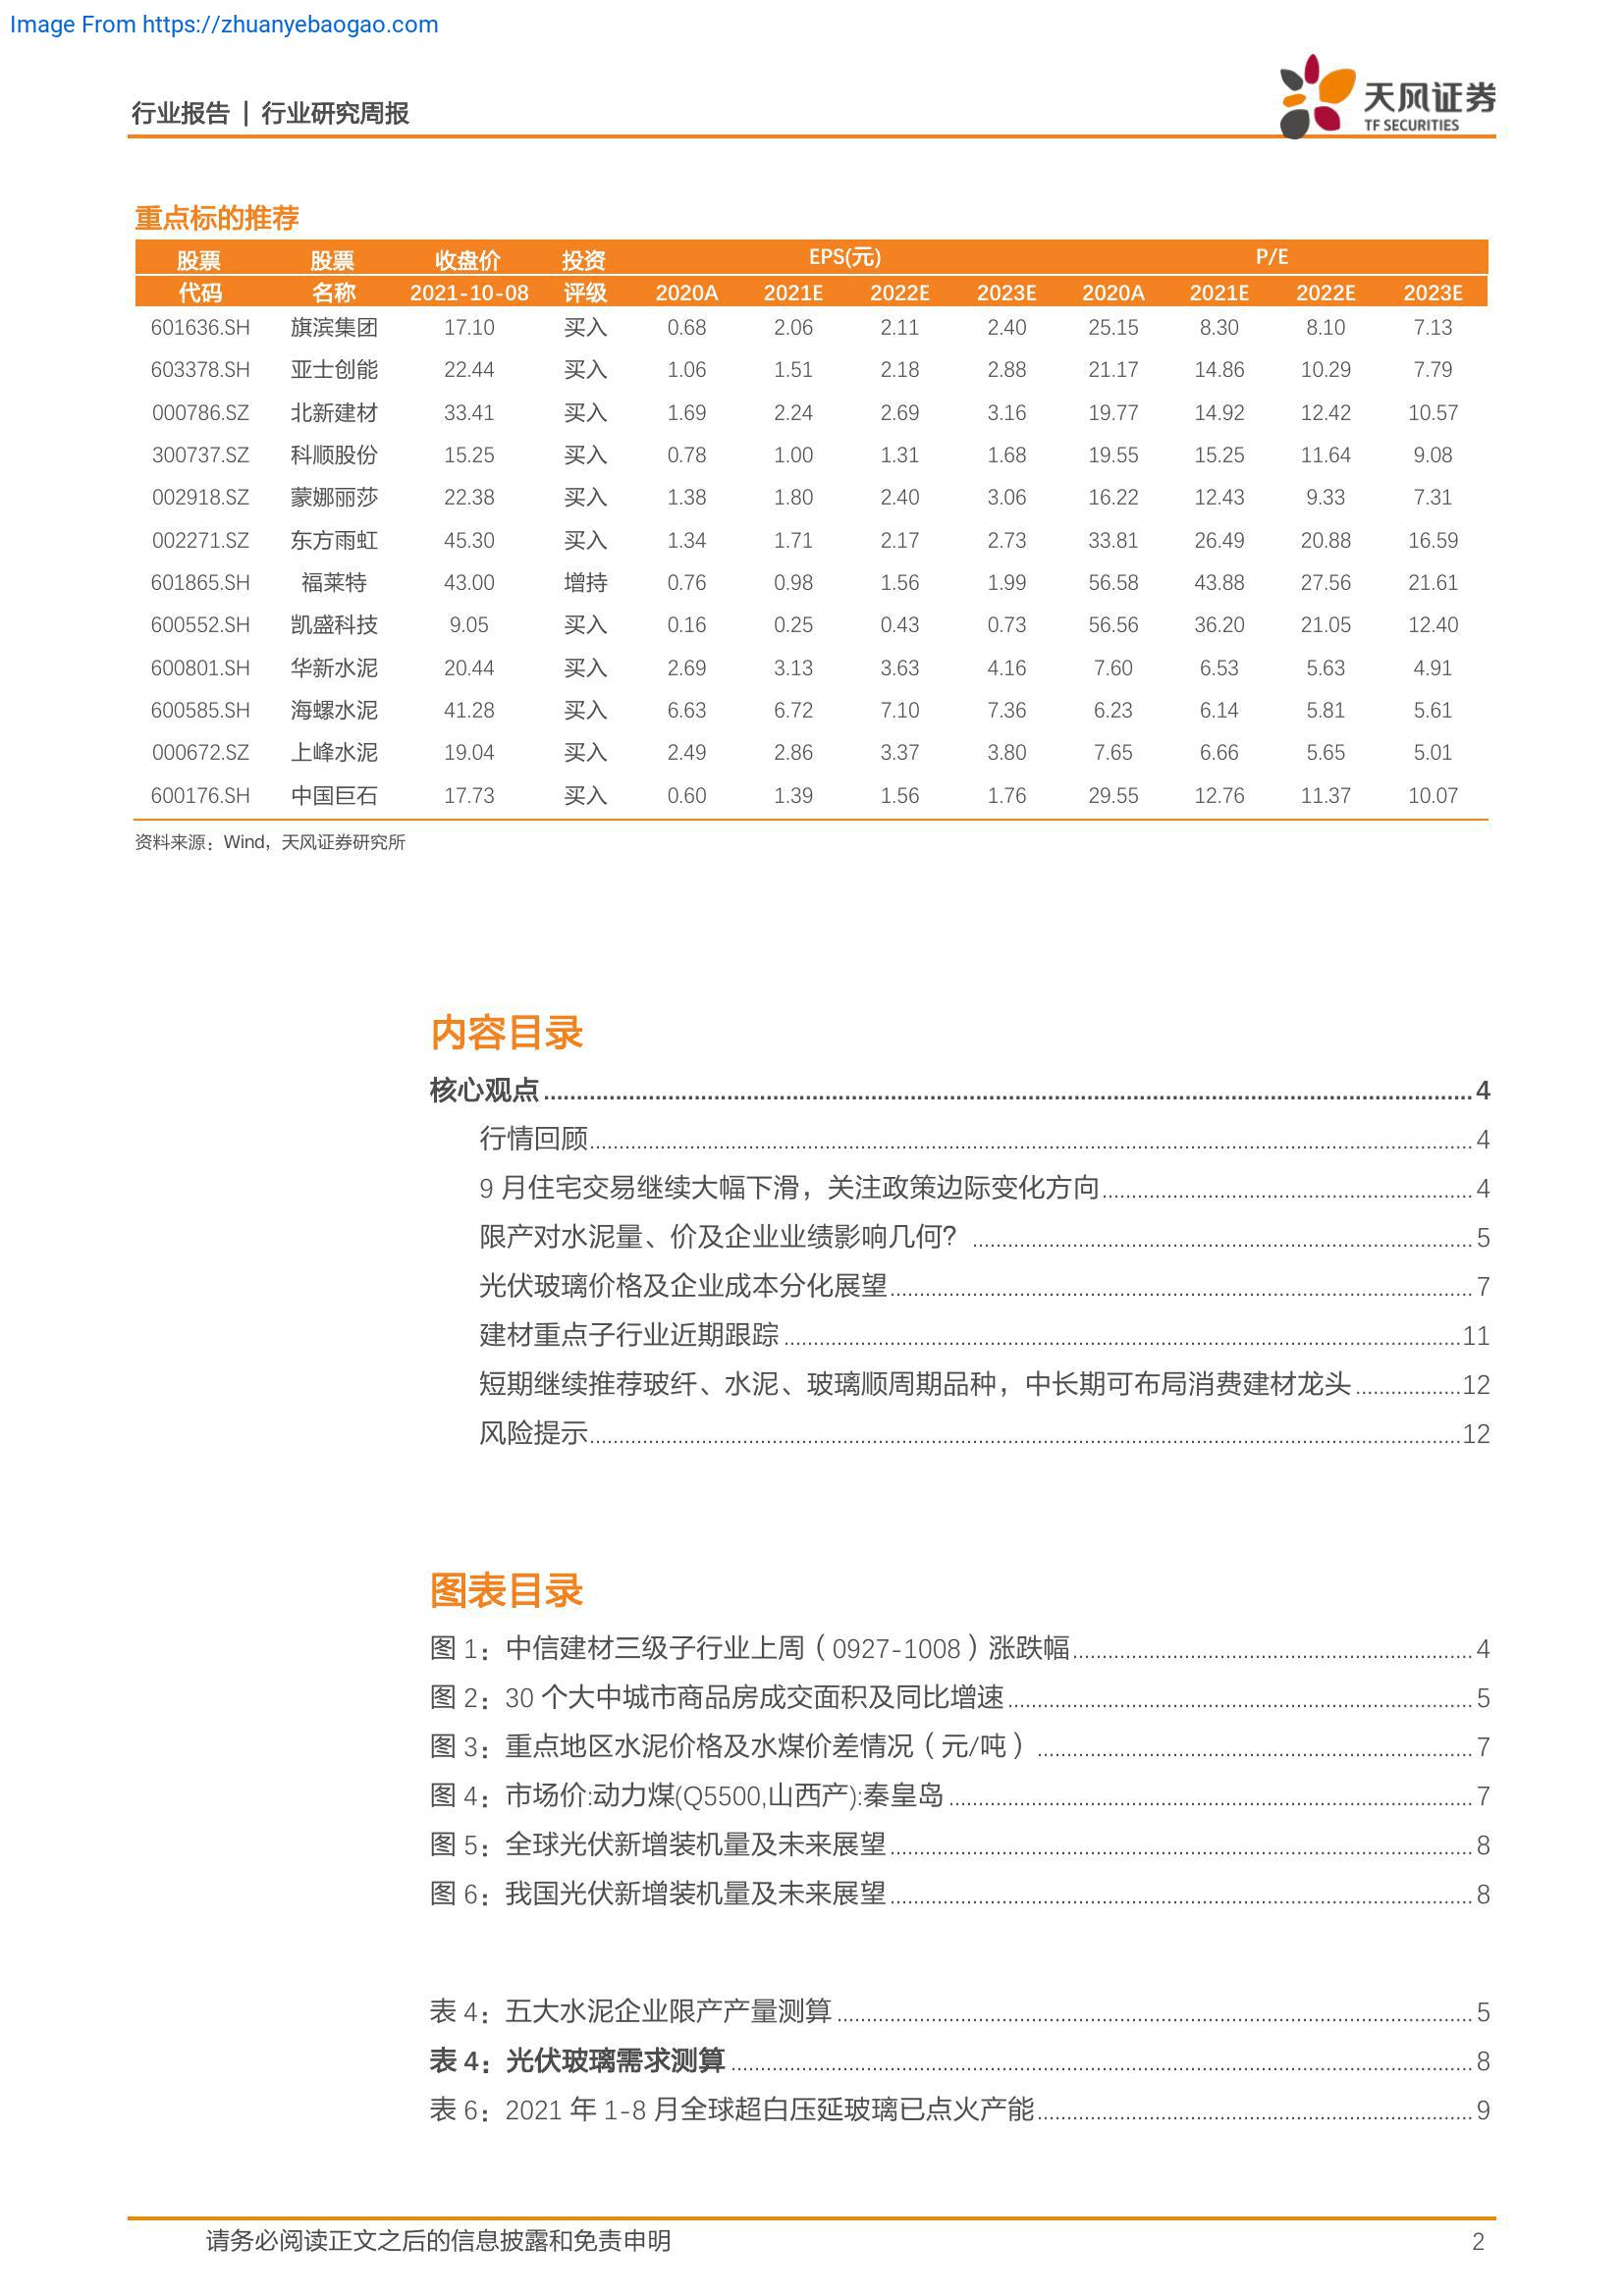 Image From https://zhuanyebaogao.com
行业报告 | 行业研究周报
天风证券
TF SECURITIES
重点标的推荐
股票 股票 收盘价 投资 EPS(元) P/E
代码 名称 2021-10-08 评级 2020A 2021E 2022E 2023E 2020A 2021E 2022E 2023E
601636.SH 旗滨集团 17.10 买入 0.68 2.06 2.11 2.40 25.15 8.30 8.10 7.13
603378.SH 亚士创能 22.44 买入 1.06 1.51 2.18 2.88 21.17 14.86 10.29 7.79
000786.SZ 北新建材 33.41 买入 1.69 2.24 2.69 3.16 19.77 14.92 12.42 10.57
300737.SZ 科顺股份 15.25 买入 0.78 1.00 1.31 1.68 19.55 15.25 11.64 9.08
002918.SZ 蒙娜丽莎 22.38 买入 1.38 1.80 2.40 3.06 16.22 12.43 9.33 7.31
002271.SZ 东方雨虹 45.30 买入 1.34 1.71 2.17 2.73 33.81 26.49 20.88 16.59
601865.SH 福莱特 43.00 增持 0.76 0.98 1.56 1.99 56.58 43.88 27.56 21.61
600552.SH 凯盛科技 9.05 买入 0.16 0.25 0.43 0.73 56.56 36.20 21.05 12.40
600801.SH 华新水泥 20.44 买入 2.69 3.13 3.63 4.16 7.60 6.53 5.63 4.91
600585.SH 海螺水泥 41.28 买入 6.63 6.72 7.10 7.36 6.23 6.14 5.81 5.61
000672.SZ 上峰水泥 19.04 买入 2.49 2.86 3.37 3.80 7.65 6.66 5.65 5.01
600176.SH 中国巨石 17.73 买入 0.60 1.39 1.56 1.76 29.55 12.76 11.37 10.07
资料来源：Wind，天风证券研究所
内容目录
核心观点 4
行情回顾 4
9 月住宅交易继续大幅下滑，关注政策边际变化方向 4
限产对水泥量、价及企业业绩影响几何？ 5
光伏玻璃价格及企业成本分化展望 7
建材重点子行业近期跟踪 11
短期继续推荐玻纤、水泥、玻璃顺周期品种，中长期可布局消费建材龙头 12
风险提示 12
图表目录
图 1：中信建材三级子行业上周（0927-1008）涨跌幅 4
图 2：30 个大中城市商品房成交面积及同比增速 5
图 3：重点地区水泥价格及水煤价差情况（元/吨） 7
图 4：市场价:动力煤(Q5500,山西产):秦皇岛 7
图 5：全球光伏新增装机量及未来展望 8
图 6：我国光伏新增装机量及未来展望 8
表 4：五大水泥企业限产产量测算 5
表 4：光伏玻璃需求测算 8
表 6：2021 年 1-8 月全球超白压延玻璃已点火产能 9
请务必阅读正文之后的信息披露和免责申明 2